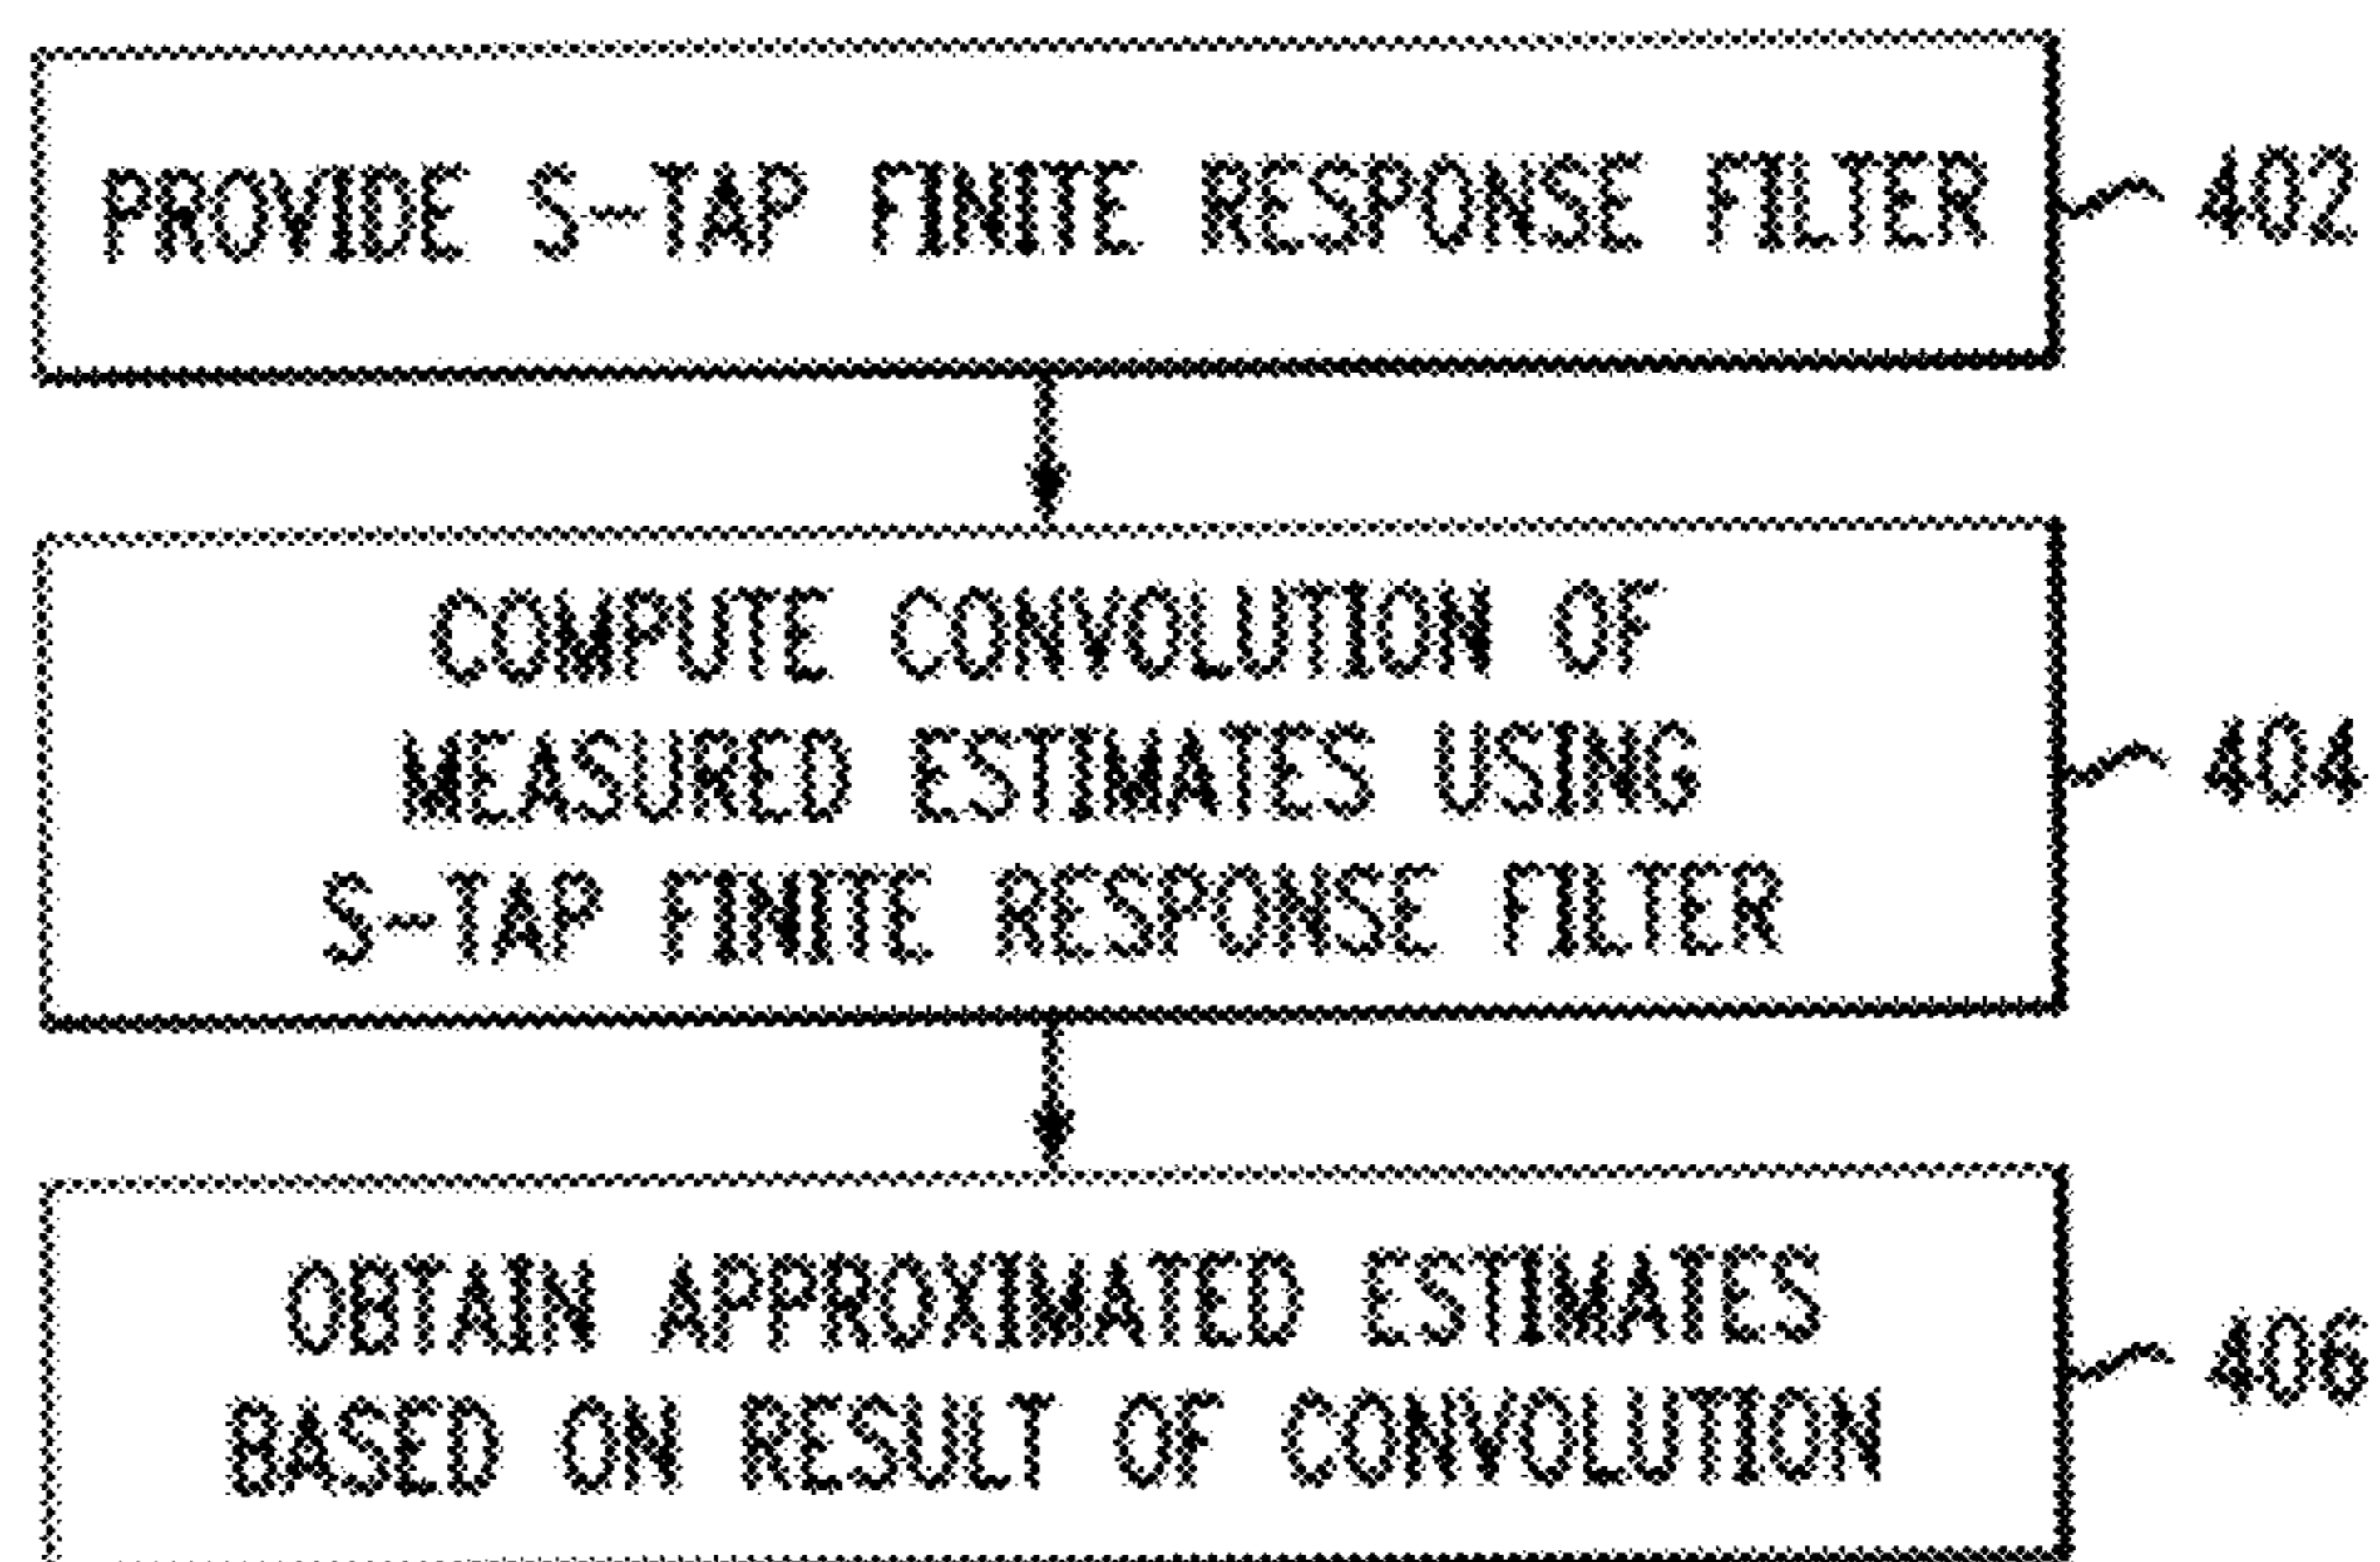 PROVIDE S-TAP FINITE RESPONSE FILTER
402
COMPUTE CONVOLUTION OF
MEASURED ESTIMATES USING
S-TAP FINITE RESPONSE FILTER
404
OBTAIN APPROXIMATED ESTIMATES
BASED ON RESULT OF CONVOLUTION
406